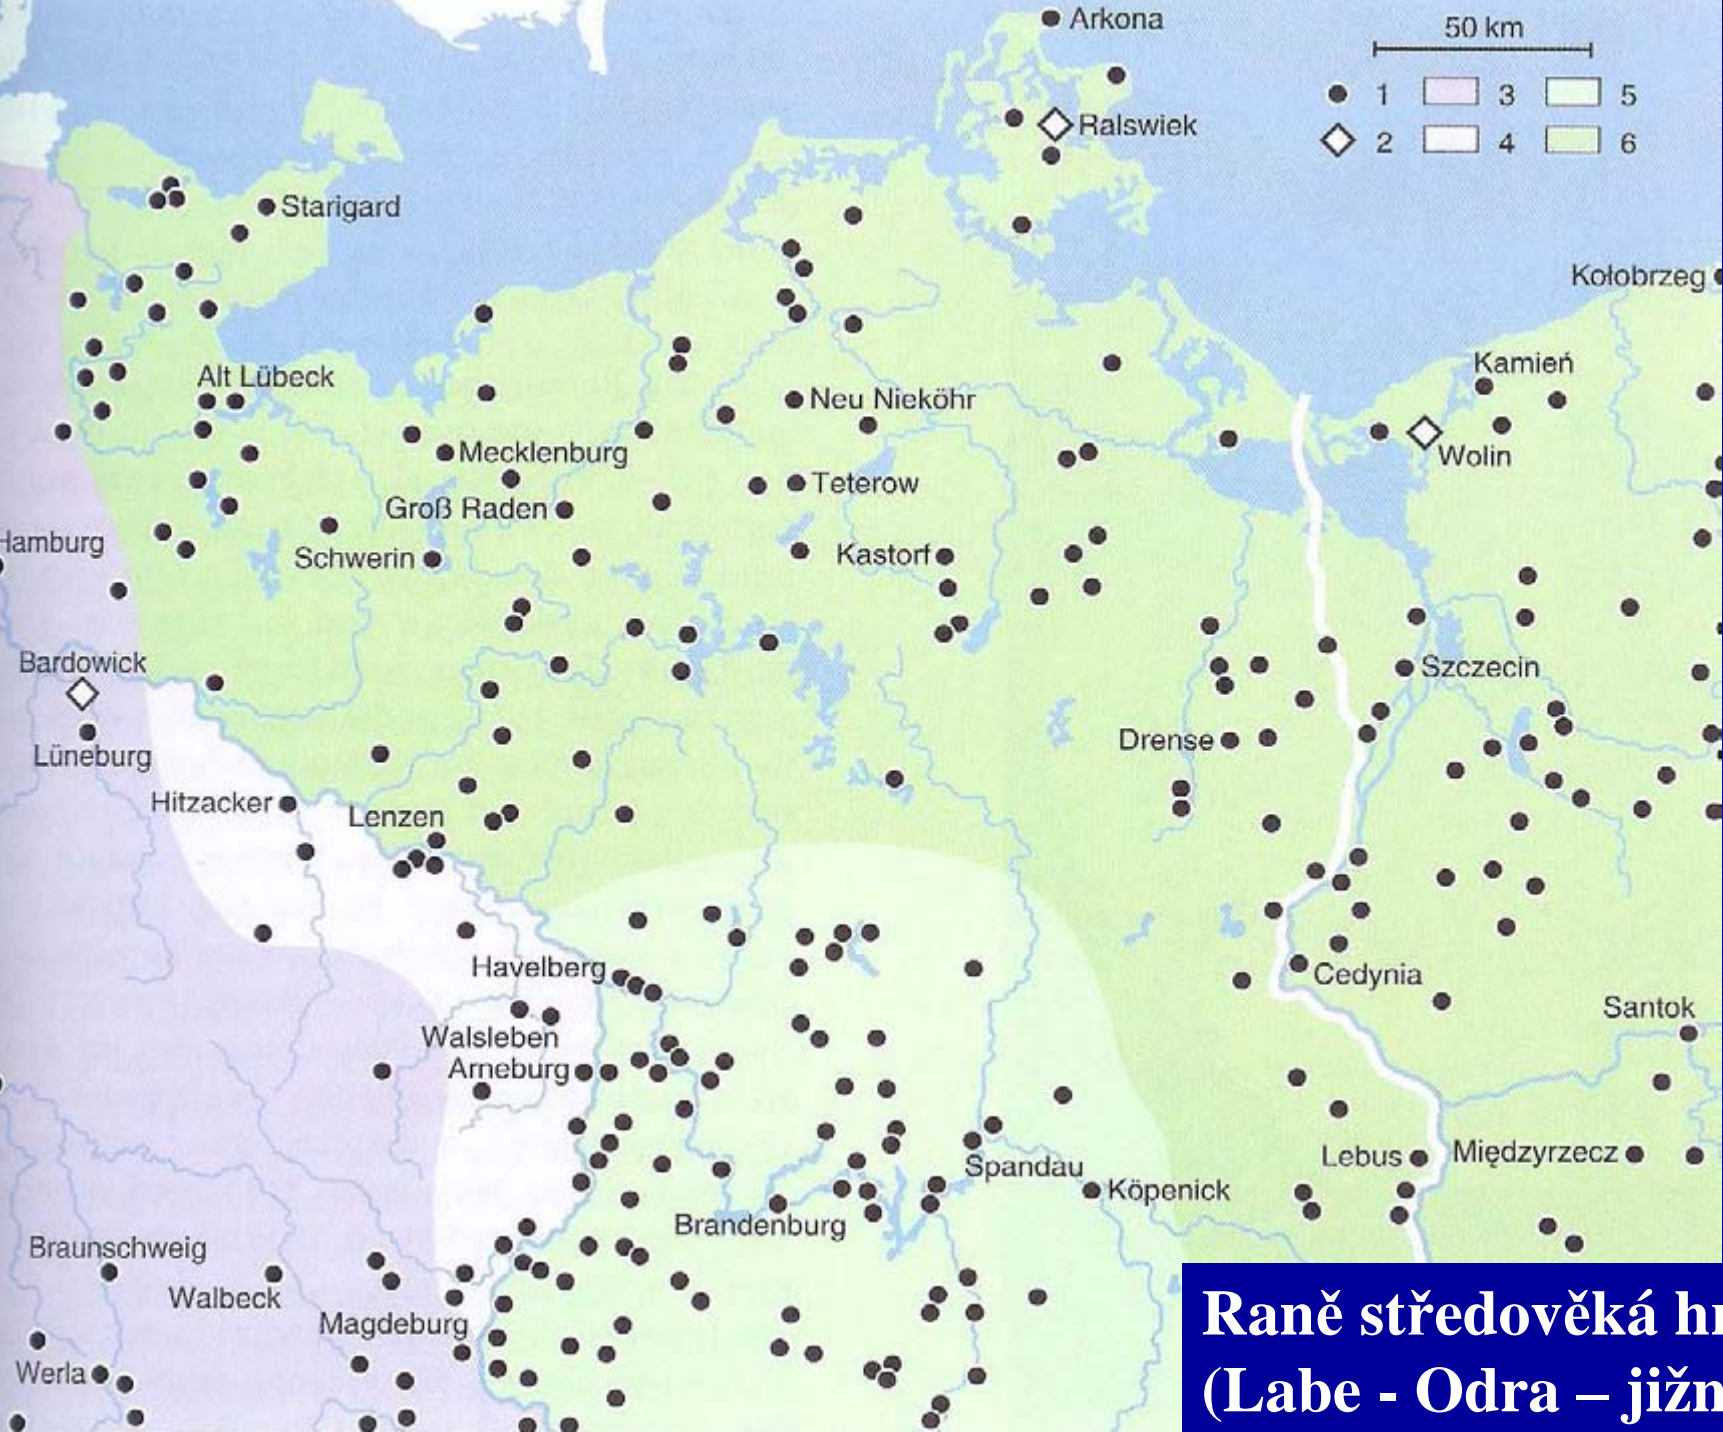 Arkona
50 km
1 3 5
2 4 6
Ralswiek
Starigard
Kołobrzeg
Kamień
Alt Lübeck
Neu Nieköhr
Mecklenburg
Wolin
Teterow
Groß Raden
Hamburg
Schwerin
Kastorf
Bardowick
Szczecin
Drense
Lüneburg
Hitzacker
Lenzen
Havelberg
Cedynia
Santok
Walsleben
Arneburg
Lebus
Międzyrzecz
Spandau
Köpenick
Brandenburg
Braunschweig
Walbeck
Magdeburg
Werla
Raně středověká
(Labe - Odra –